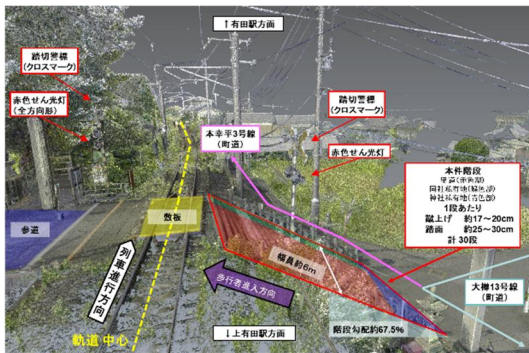 ↑有田駅方面
踏切警標
(クロスマーク)
赤色せん光灯
(全方向形)
本幸平3号線
(町道)
踏切警標
(クロスマーク)
赤色せん光灯
本件階段
里道(赤色部)
同社私有地(緑色部)
神社私有地(青色部)
1段あたり
蹴上げ 約17~20cm
踏面 約25~30cm
計 30段
参道
敷板
幅員約6m
列車進行方向
歩行者進入方向
大樽13号線
(町道)
軌道中心
↓上有田駅方面
階段勾配約67.5%